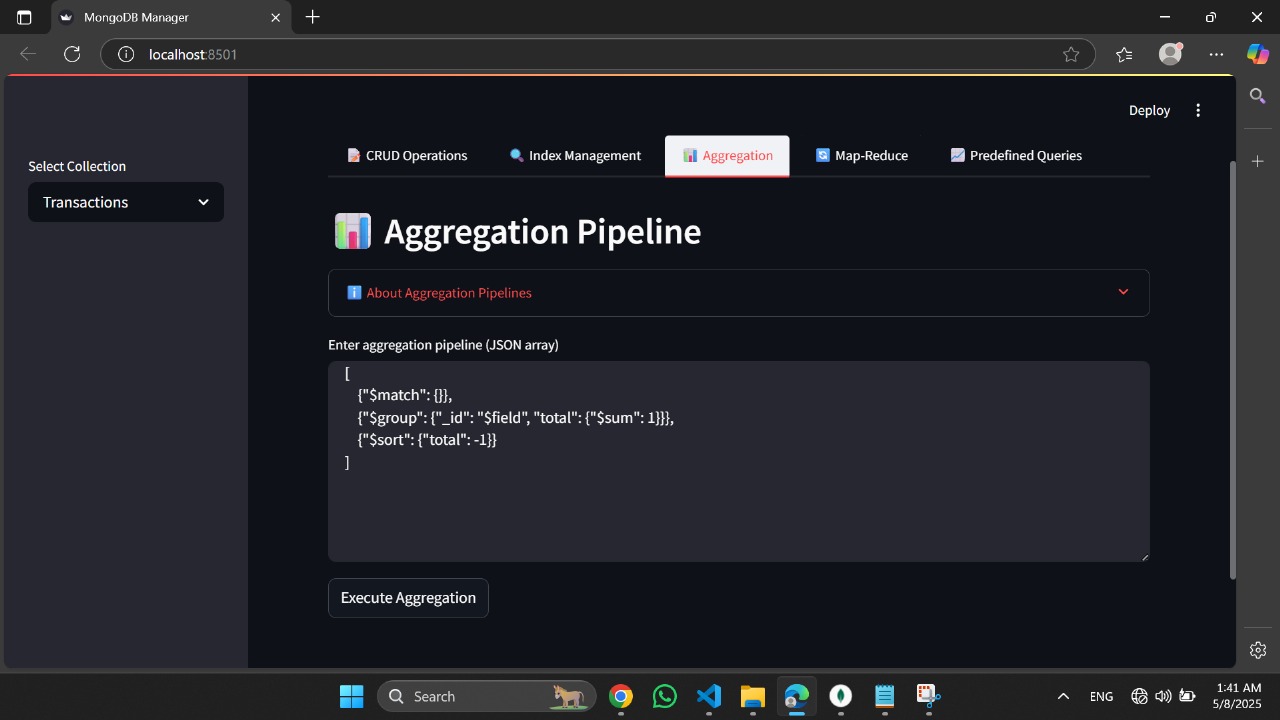 MongoDB Manager
localhost:8501
Deploy
CRUD Operations
Index Management
Aggregation
Map-Reduce
Predefined Queries
Select Collection
Transactions
Aggregation Pipeline
About Aggregation Pipelines
Enter aggregation pipeline (JSON array)
[
{"$match": {}},
{"$group": {"_id": "$field", "total": {"$sum": 1}}},
{"$sort": {"total": -1}}
]
Execute Aggregation
Search
ENG
1:41 AM
5/8/2025